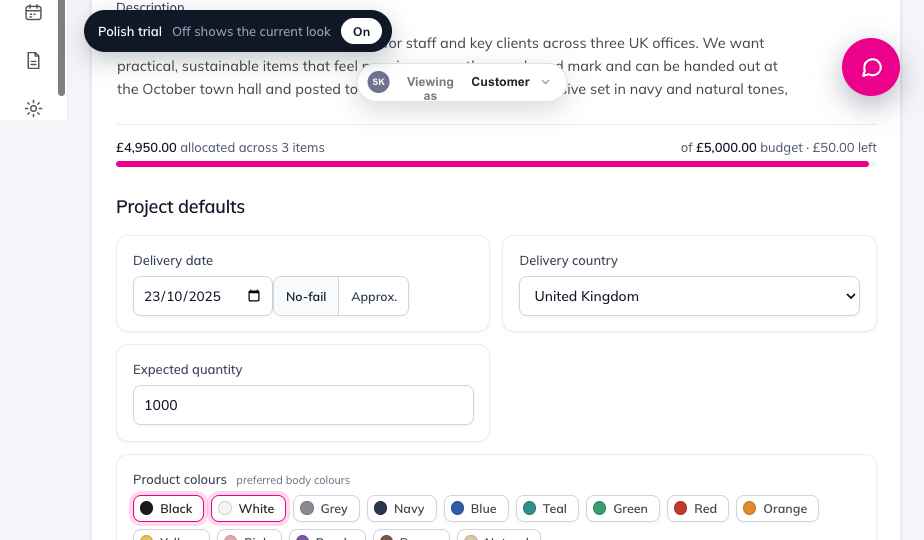 Description
Polish trial Off shows the current look On
for staff and key clients across three UK offices. We want
practical, sustainable items that feel
mark and can be handed out at
SK Viewing as Customer
the October town hall and posted to
set in navy and natural tones,
£4,950.00 allocated across 3 items
of £5,000.00 budget · £50.00 left
Project defaults
Delivery date
23/10/2025 No-fail Approx.
Delivery country
United Kingdom
Expected quantity
1000
Product colours preferred body colours
Black White Grey Navy Blue Teal Green Red Orange